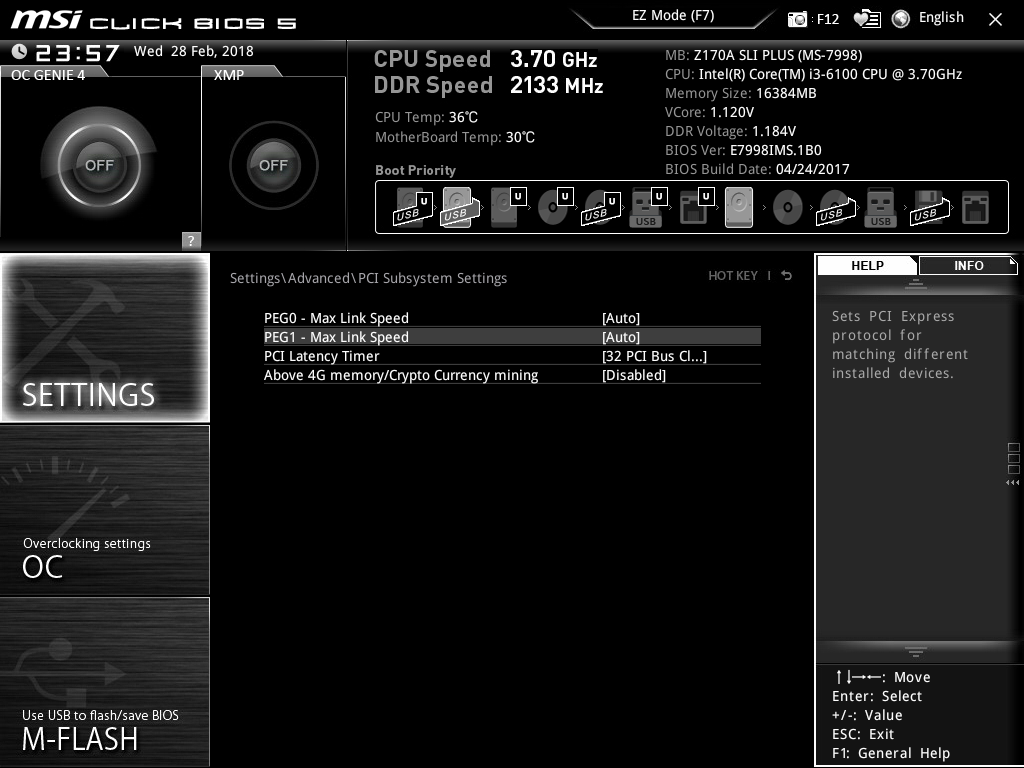 msi CLICK BIOS 5
EZ Mode (F7)
: F12
English
23:57 Wed 28 Feb, 2018
OC GENIE 4
XMP
OFF
OFF
?
CPU Speed 3.70 GHz
DDR Speed 2133 MHz
CPU Temp: 36℃
MotherBoard Temp: 30℃
MB: Z170A SLI PLUS (MS-7998)
CPU: Intel(R) Core(TM) i3-6100 CPU @ 3.70GHz
Memory Size: 16384MB
VCore: 1.120V
DDR Voltage: 1.184V
BIOS Ver: E7998IMS.1B0
BIOS Build Date: 04/24/2017
Boot Priority
U U U U U U
USB USB USB USB USB USB USB
SETTINGS
Overclocking settings
OC
Use USB to flash/save BIOS
M-FLASH
Settings\Advanced\PCI Subsystem Settings
HOT KEY |
PEG0 - Max Link Speed [Auto]
PEG1 - Max Link Speed [Auto]
PCI Latency Timer [32 PCI Bus Cl...]
Above 4G memory/Crypto Currency mining [Disabled]
HELP
INFO
Sets PCI Express
protocol for
matching different
installed devices.
↑↓→←: Move
Enter: Select
+/-: Value
ESC: Exit
F1: General Help